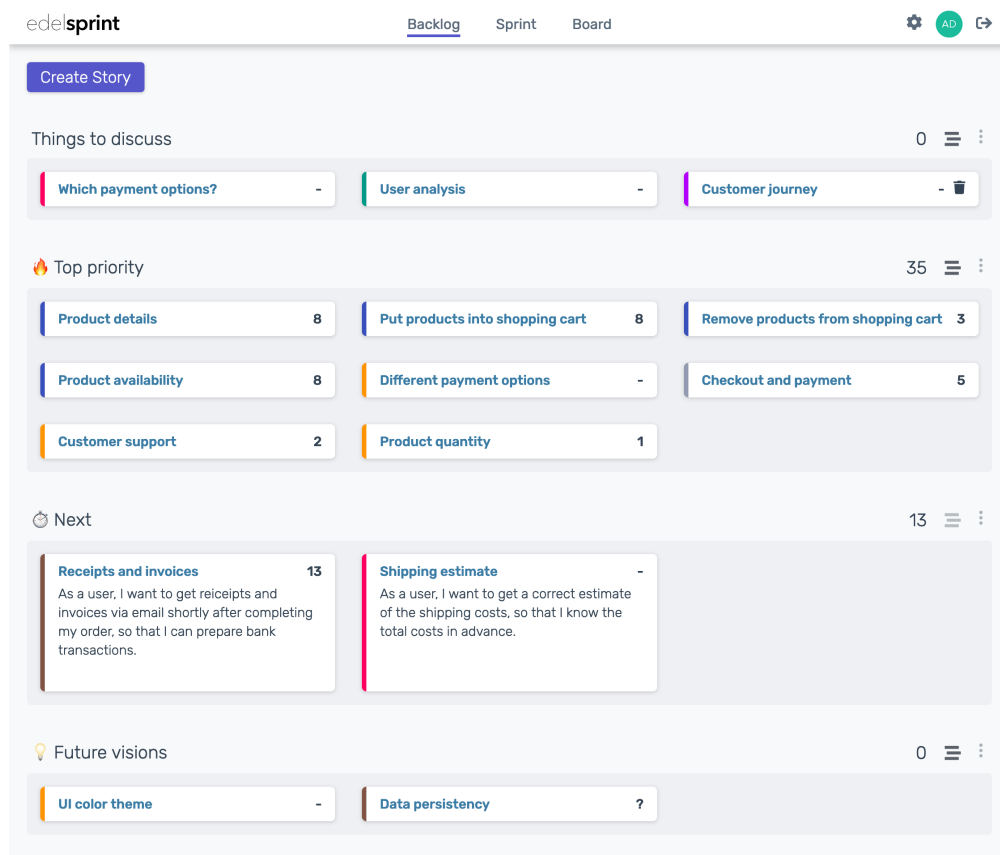 edelsprint
Backlog Sprint Board
AD
Create Story
Things to discuss 0
Which payment options? -
User analysis -
Customer journey -
Top priority 35
Product details 8
Put products into shopping cart 8
Remove products from shopping cart 3
Product availability 8
Different payment options -
Checkout and payment 5
Customer support 2
Product quantity 1
Next 13
Receipts and invoices 13
As a user, I want to get reiceipts and
invoices via email shortly after completing
my order, so that I can prepare bank
transactions.
Shipping estimate -
As a user, I want to get a correct estimate
of the shipping costs, so that I know the
total costs in advance.
Future visions 0
UI color theme -
Data persistency ?